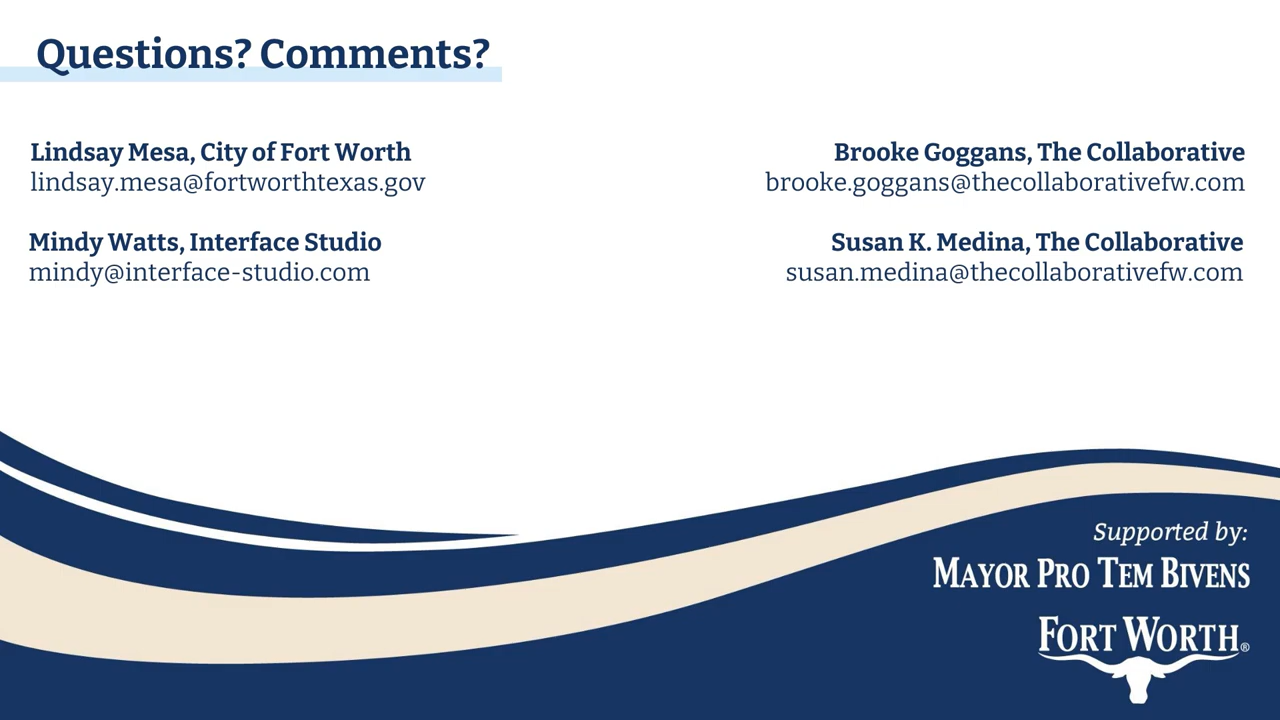 Questions? Comments?
Lindsay Mesa, City of Fort Worth
lindsay.mesa@fortworthtexas.gov
Mindy Watts, Interface Studio
mindy@interface-studio.com
Brooke Goggans, The Collaborative
brooke.goggans@thecollaborativefw.com
Susan K. Medina, The Collaborative
susan.medina@thecollaborativefw.com
Supported by:
MAYOR PRO TEM BIVENS
FORT WORTH®